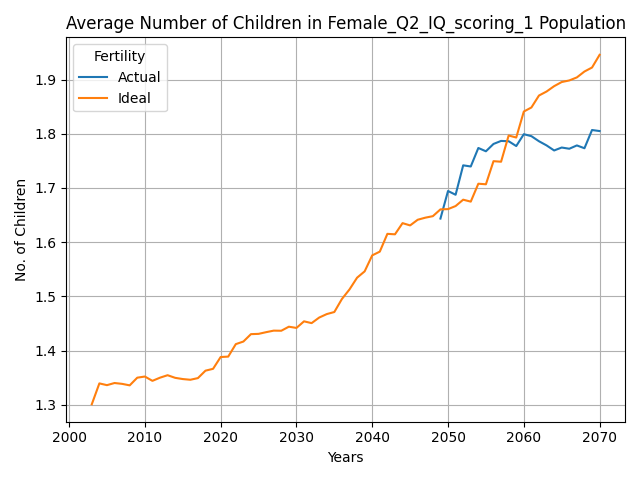 Average Number of Children in Female_Q2_IQ_scoring_1 Population
Fertility
Actual
Ideal
No. of Children
1.9
1.8
1.7
1.6
1.5
1.4
1.3
2000 2010 2020 2030 2040 2050 2060 2070
Years